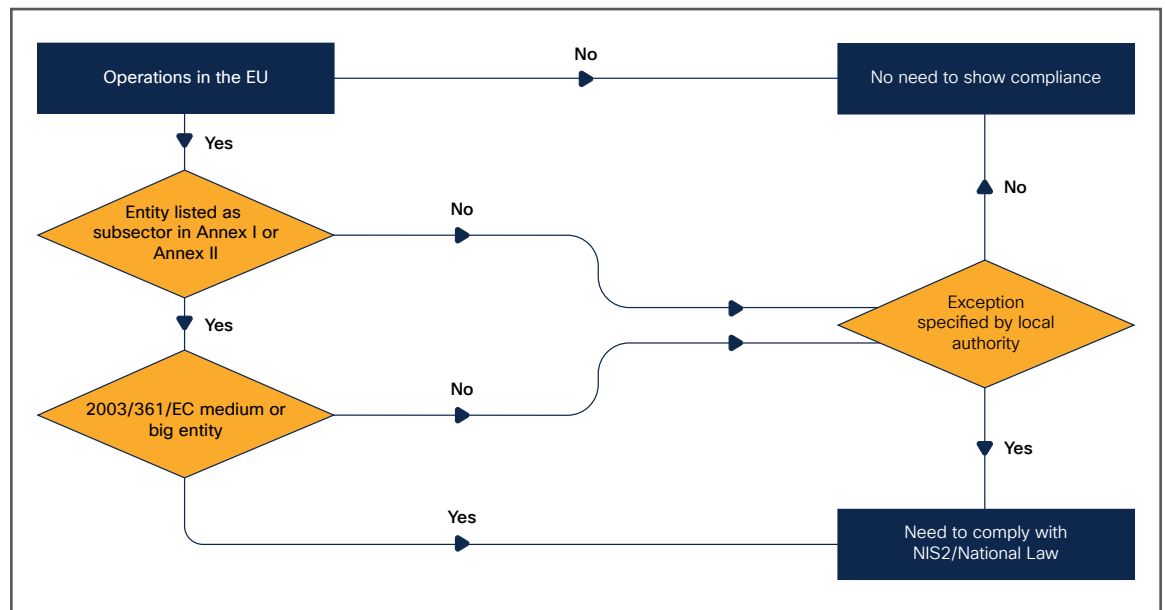 Operations in the EU
No
No need to show compliance
Yes
Entity listed as
subsector in Annex I or
Annex II
No
No
Exception
specified by local
authority
Yes
2003/361/EC medium or
big entity
No
Yes
Yes
Need to comply with
NIS2/National Law